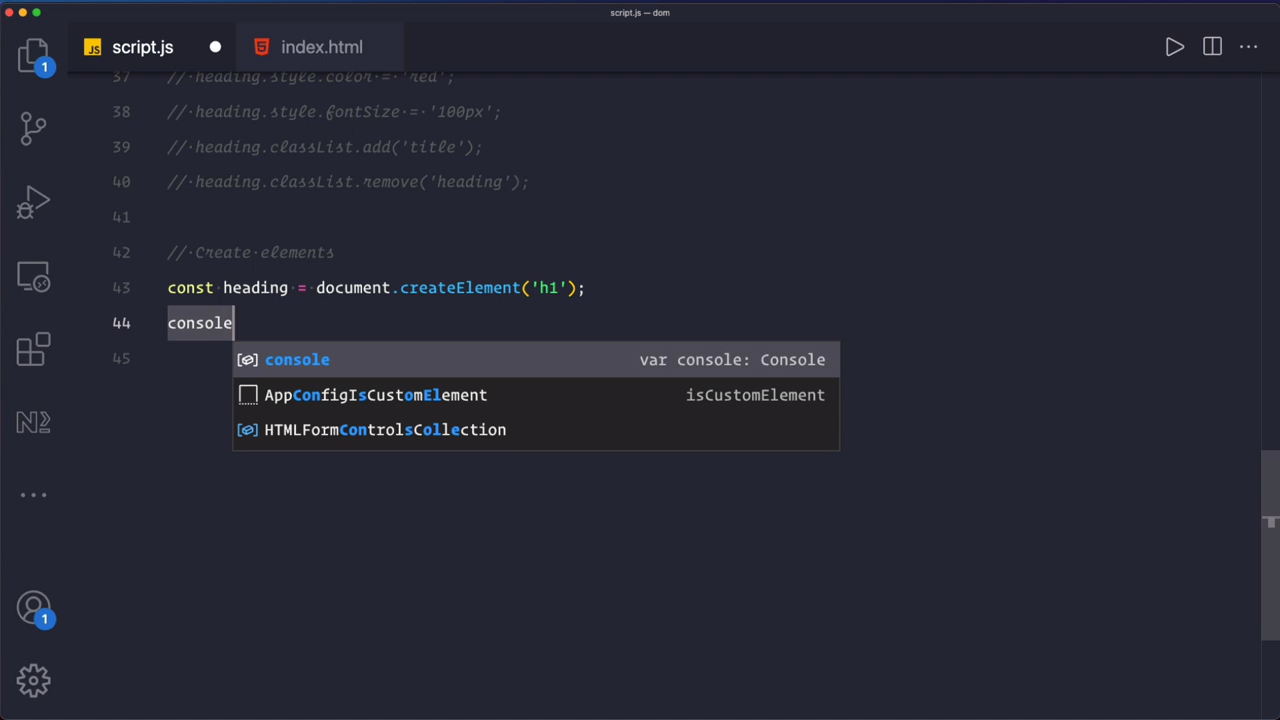 script.js — dom
JS script.js index.html
1
37 // heading.style.color = 'red';
38 // heading.style.fontSize = '100px';
39 // heading.classList.add('title');
40 // heading.classList.remove('heading');
41
42 // Create elements
43 const heading = document.createElement('h1');
44 console
console var console: Console
45
AppConfigIsCustomElement isCustomElement
HTMLFormControlsCollection
1